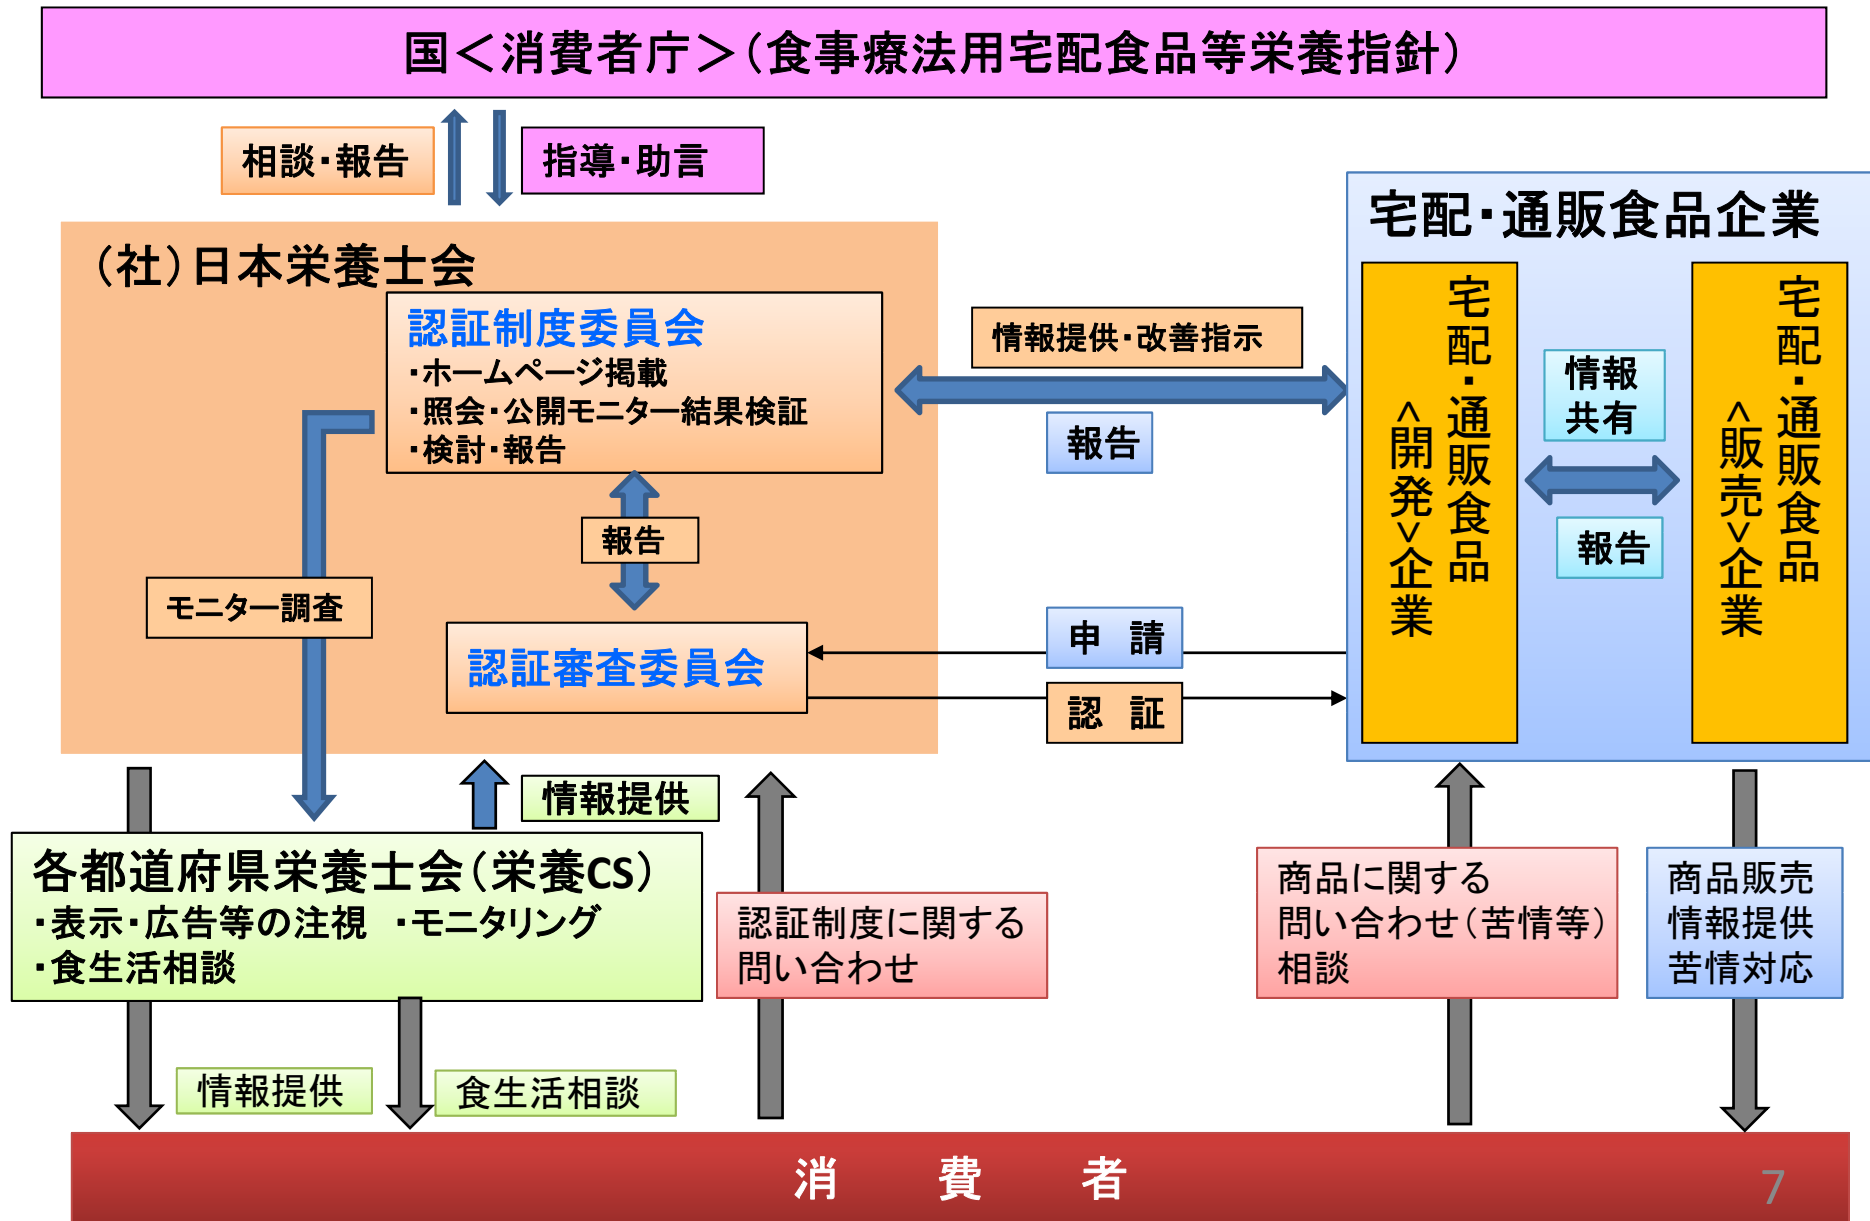 国＜消費者庁＞（食事療法用宅配食品等栄養指針）
相談・報告
指導・助言
（社）日本栄養士会
認証制度委員会
・ホームページ掲載
・照会・公開モニター結果検証
・検討・報告
報告
モニター調査
認証審査委員会
情報提供・改善指示
報告
申　請
認　証
宅配・通販食品企業
宅配・通販食品
＜開発＞企業
情報
共有
報告
宅配・通販食品
＜販売＞企業
情報提供
各都道府県栄養士会（栄養CS）
・表示・広告等の注視　・モニタリング
・食生活相談
認証制度に関する
問い合わせ
商品に関する
問い合わせ（苦情等）
相談
商品販売
情報提供
苦情対応
情報提供
食生活相談
消　費　者
7